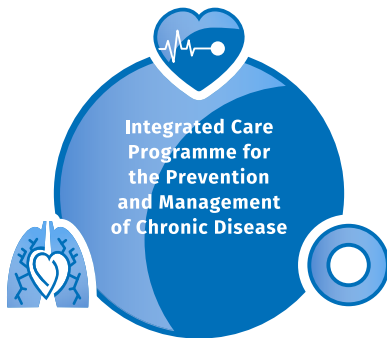 Integrated Care
Programme for
the Prevention
and Management
of Chronic Disease